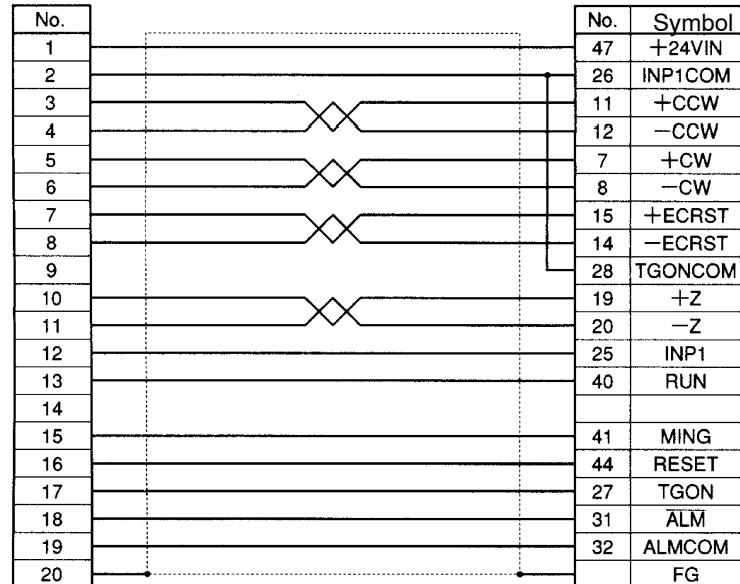 No. No. Symbol
1 47 +24VIN
2 26 INP1COM
3 11 +CCW
4 12 −CCW
5 7 +CW
6 8 −CW
7 15 +ECRST
8 14 −ECRST
9 28 TGONCOM
10 19 +Z
11 20 −Z
12 25 INP1
13 40 RUN
14
15 41 MING
16 44 RESET
17 27 TGON
18 31 A̅L̅M̅
19 32 ALMCOM
20 FG